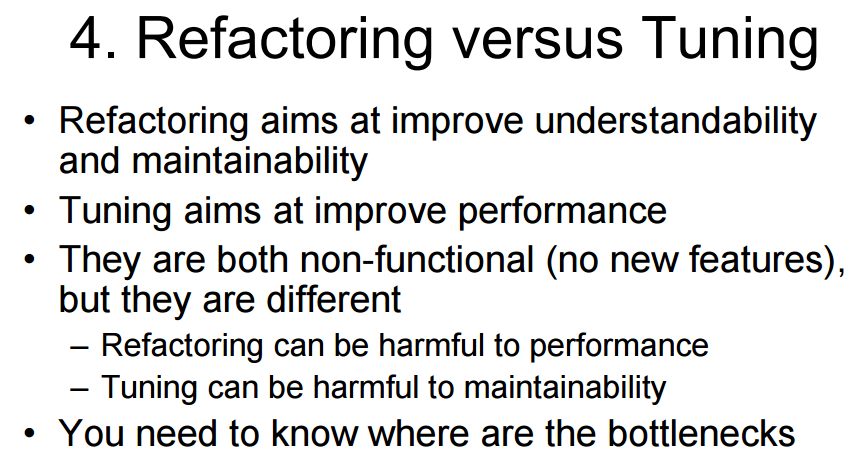 4. Refactoring versus Tuning
• Refactoring aims at improve understandability
and maintainability
• Tuning aims at improve performance
• They are both non-functional (no new features),
but they are different
– Refactoring can be harmful to performance
– Tuning can be harmful to maintainability
• You need to know where are the bottlenecks